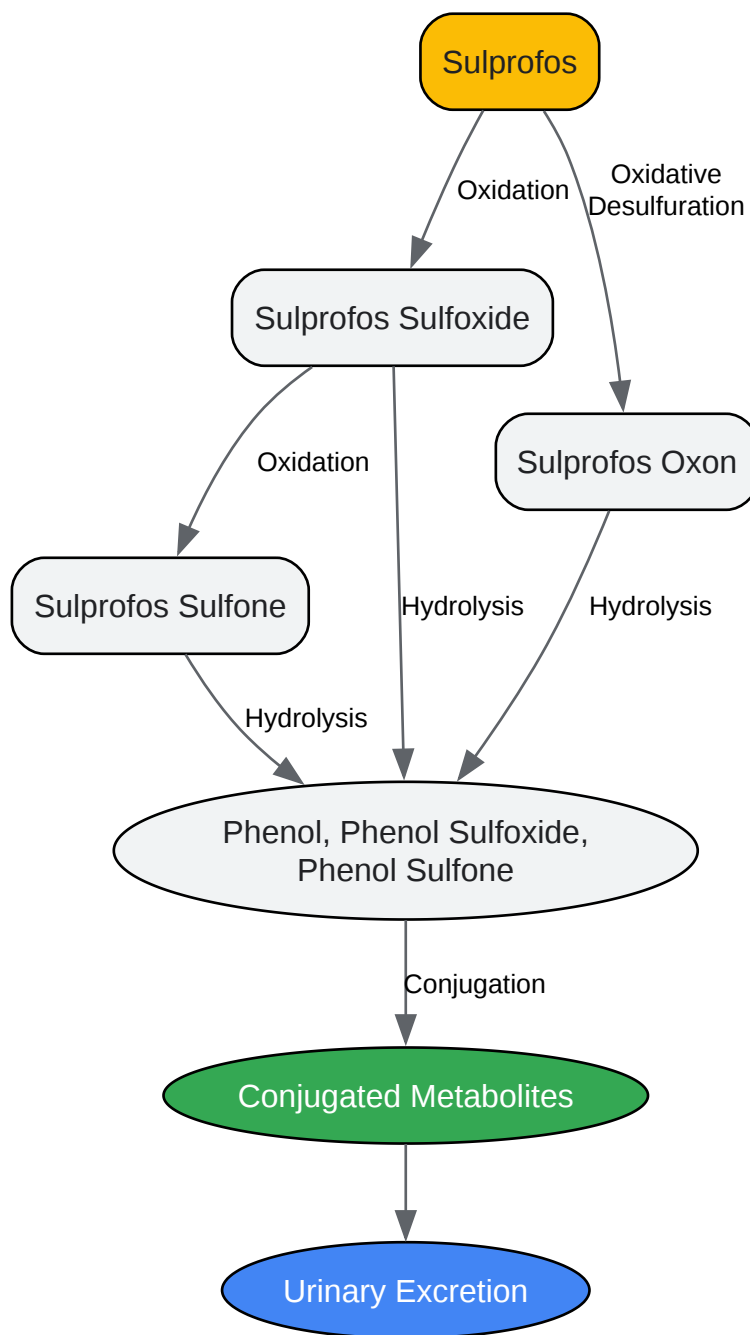 Sulprofos
Oxidation
Oxidative
Desulfuration
Sulprofos Sulfoxide
Oxidation
Sulprofos Oxon
Sulprofos Sulfone
Hydrolysis
Hydrolysis
Hydrolysis
Phenol, Phenol Sulfoxide,
Phenol Sulfone
Conjugation
Conjugated Metabolites
Urinary Excretion